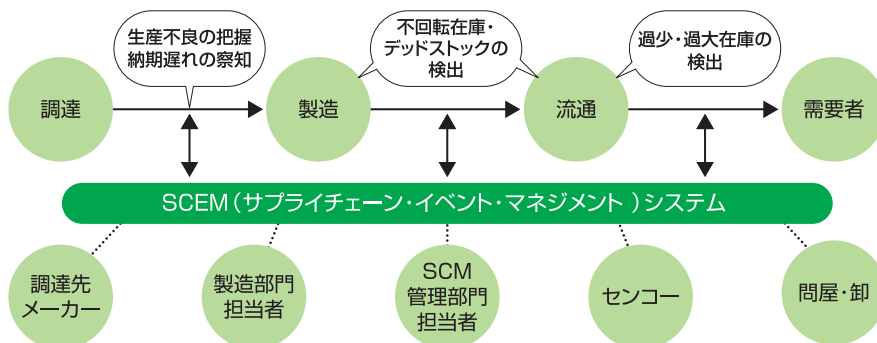 生産不良の把握
納期遅れの察知
不回転在庫・
デッドストックの
検出
過少・過大在庫の
検出
調達
製造
流通
需要者
SCEM(サプライチェーン・イベント・マネジメント )システム
調達先
メーカー
製造部門
担当者
SCM
管理部門
担当者
センコー
問屋・卸